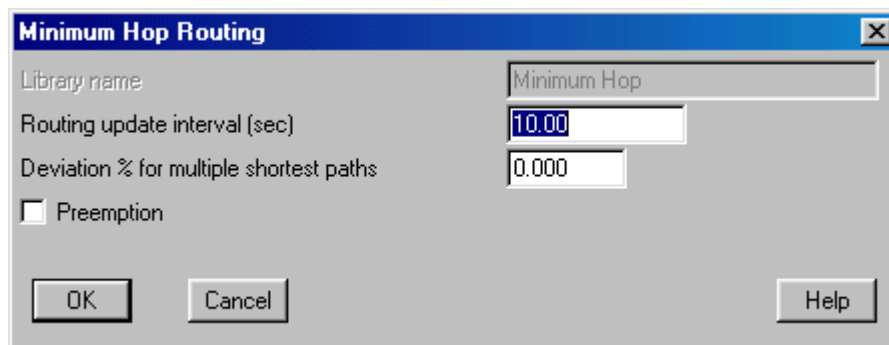 Minimum Hop Routing
Library name Minimum Hop
Routing update interval (sec) 10.00
Deviation % for multiple shortest paths 0.000
Preemption
OK Cancel Help